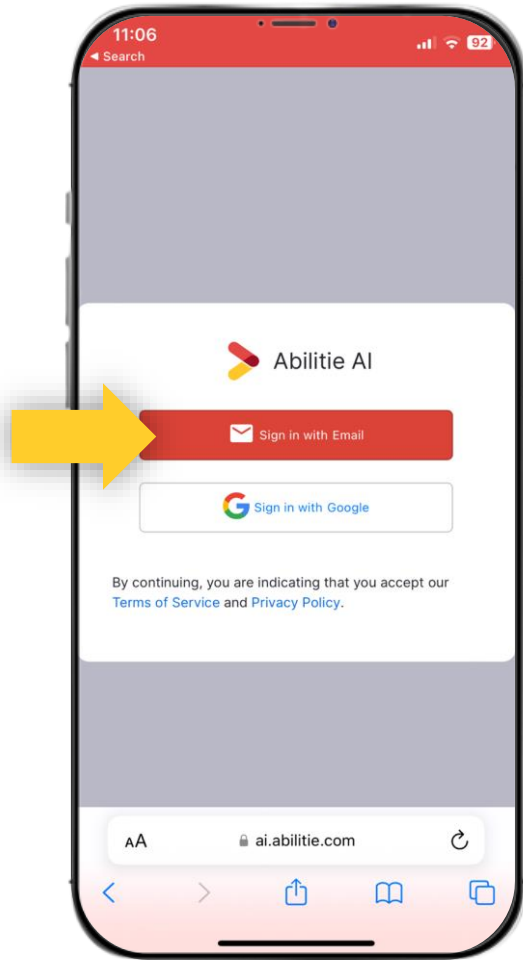 11:06
◀ Search
92
Abilitie AI
Sign in with Email
Sign in with Google
By continuing, you are indicating that you accept our
Terms of Service and Privacy Policy.
AA
ai.abilitie.com